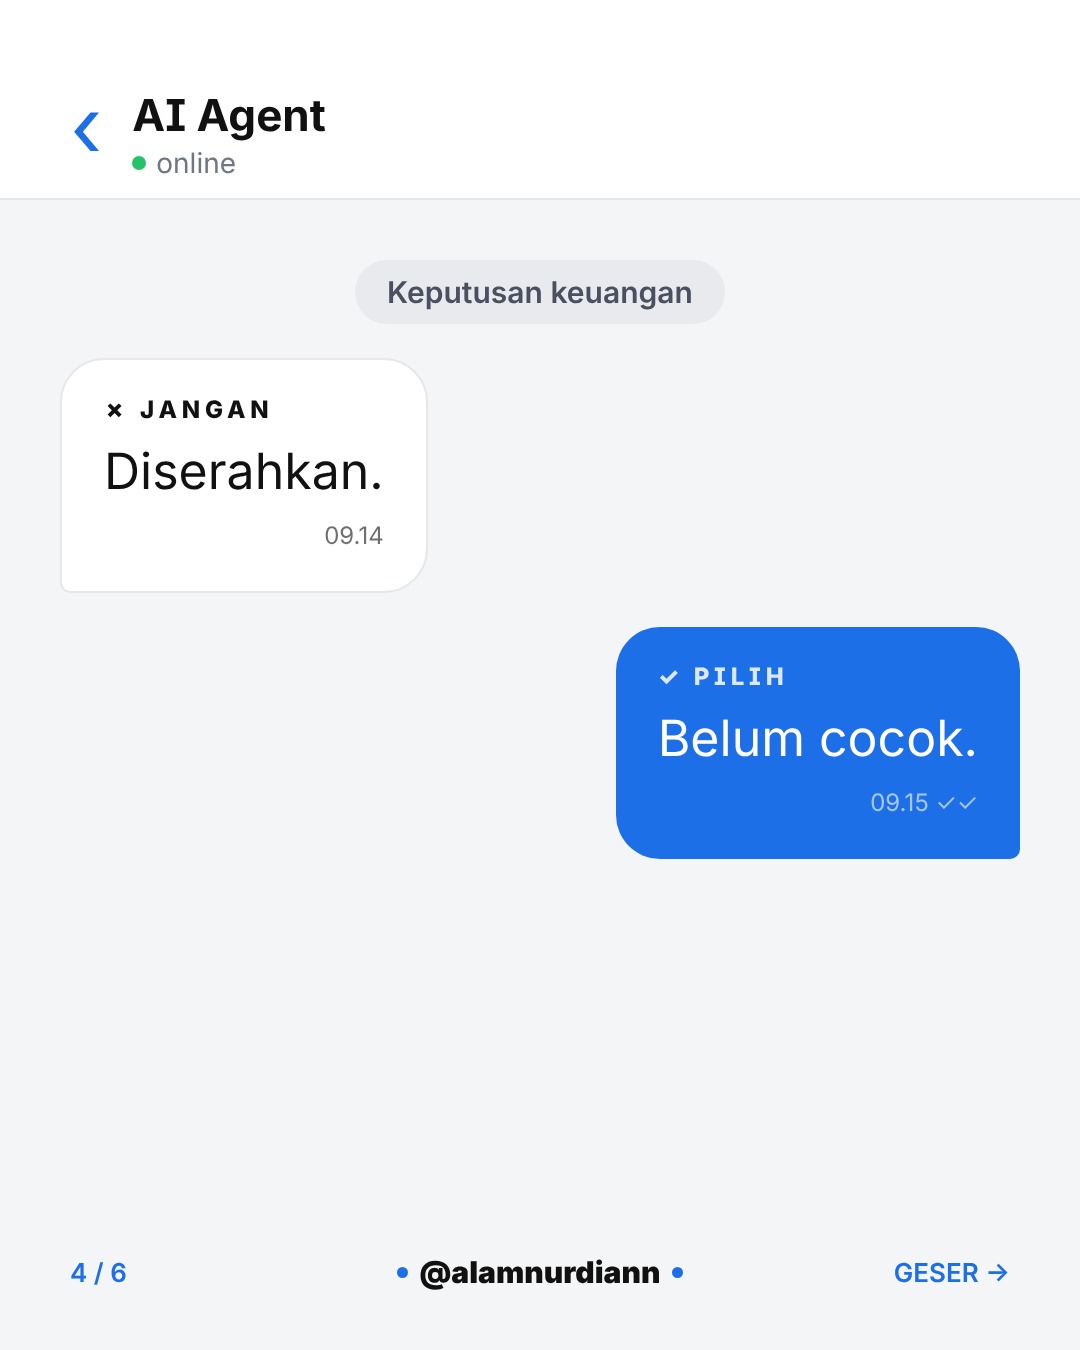 AI Agent
online
Keputusan keuangan
× JANGAN
Diserahkan.
09.14
✓ PILIH
Belum cocok.
09.15 ✓✓
4 / 6
• @alamnurdiann •
GESER →